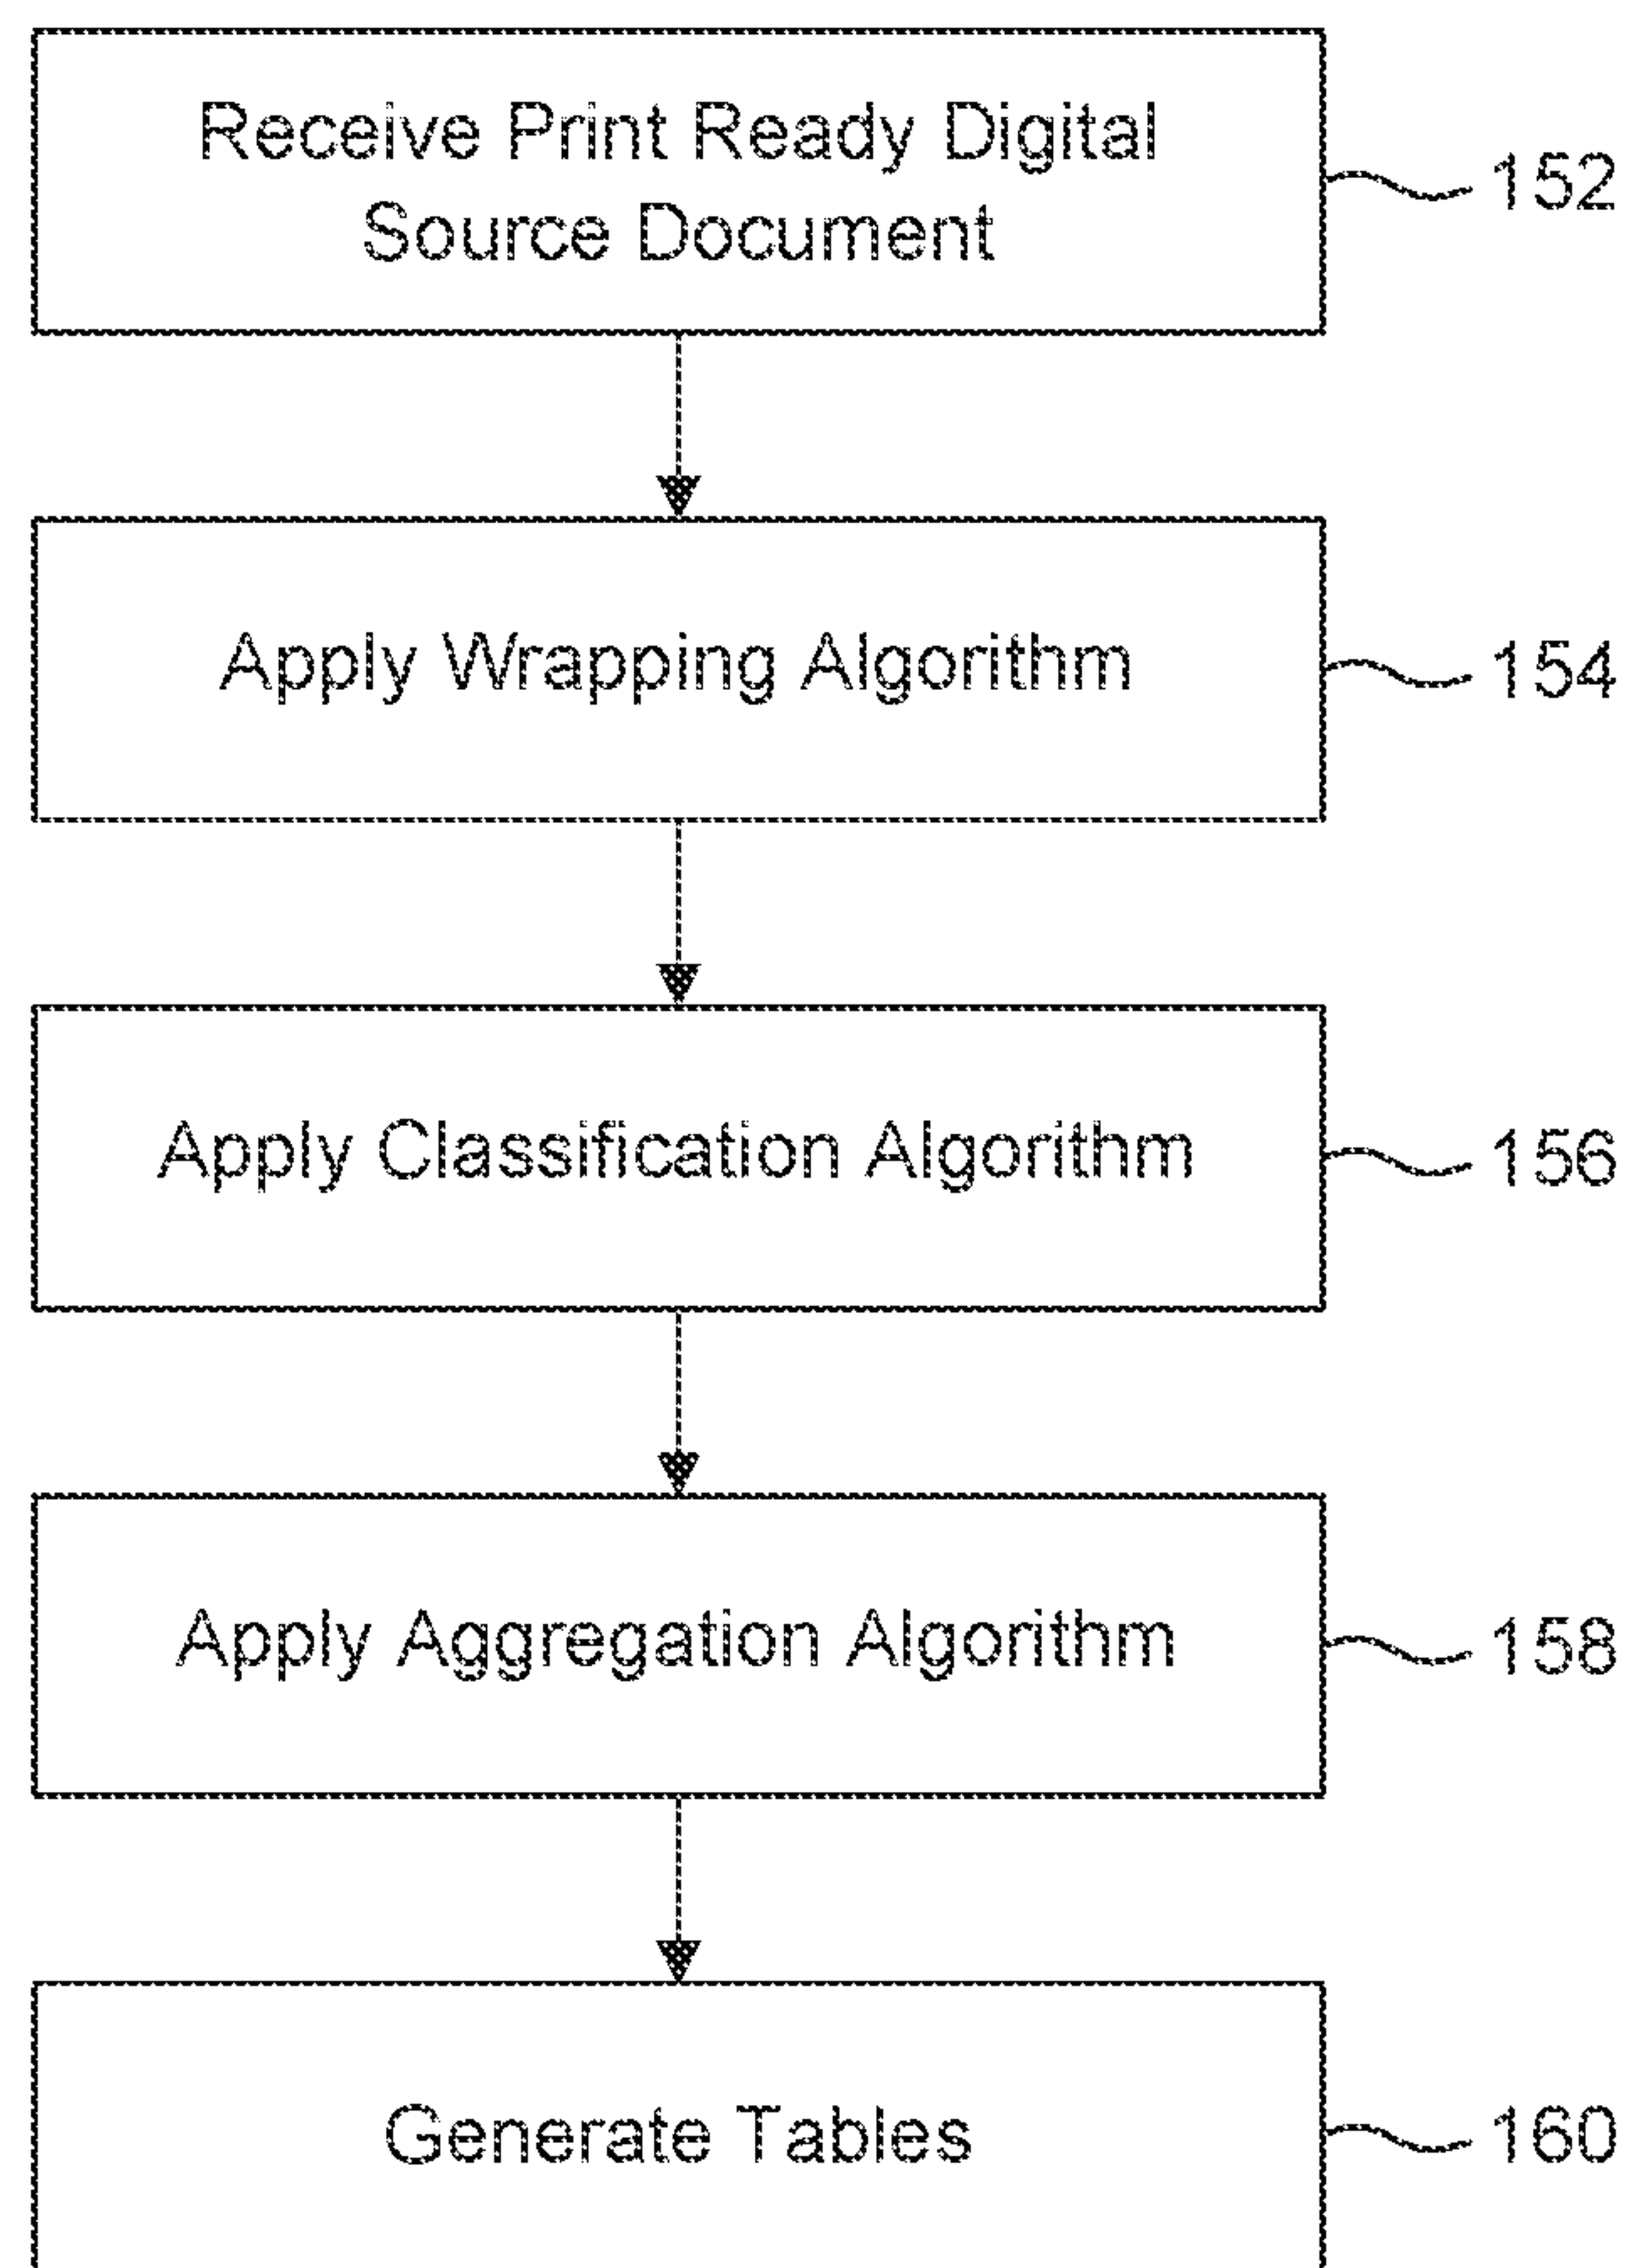 Receive Print Ready Digital
Source Document
152
Apply Wrapping Algorithm
154
Apply Classification Algorithm
156
Apply Aggregation Algorithm
158
Generate Tables
160